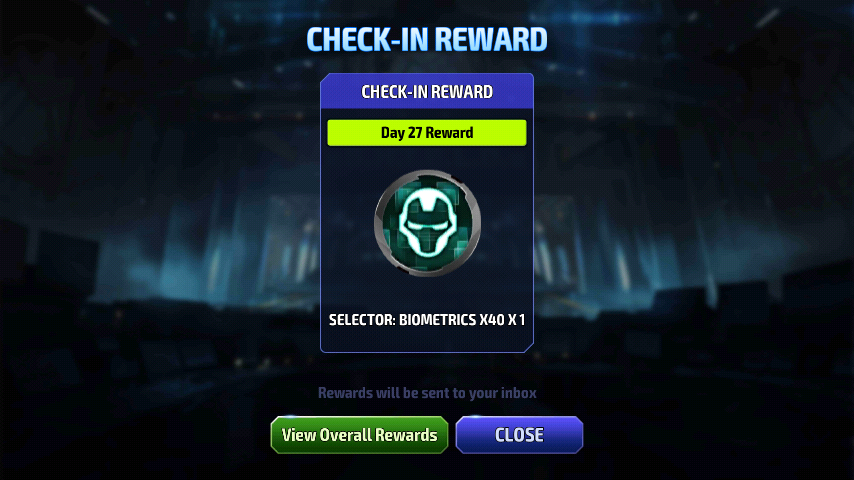 CHECK-IN REWARD
CHECK-IN REWARD
Day 27 Reward
SELECTOR: BIOMETRICS X40 X 1
Rewards will be sent to your inbox
View Overall Rewards
CLOSE